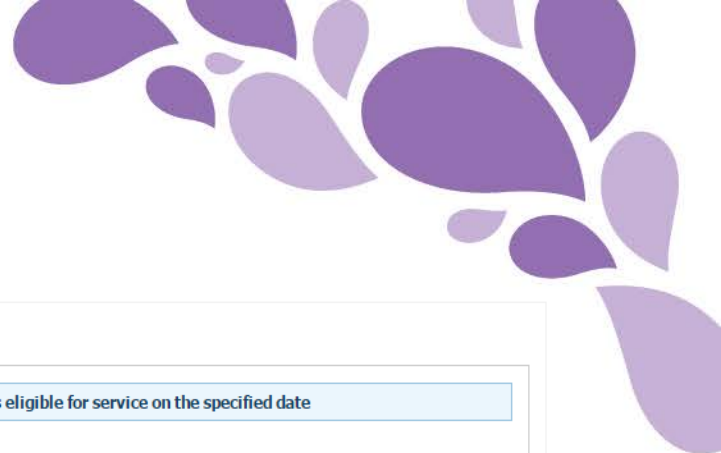 s eligible for service on the specified date